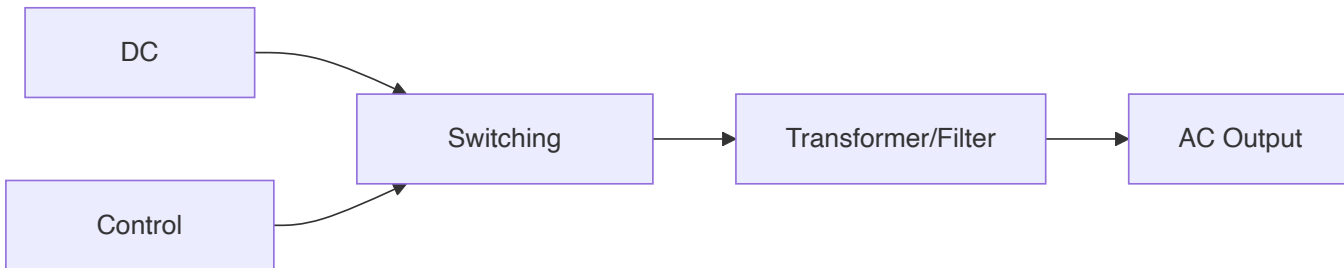 DC
Control
Switching
Transformer/Filter
AC Output